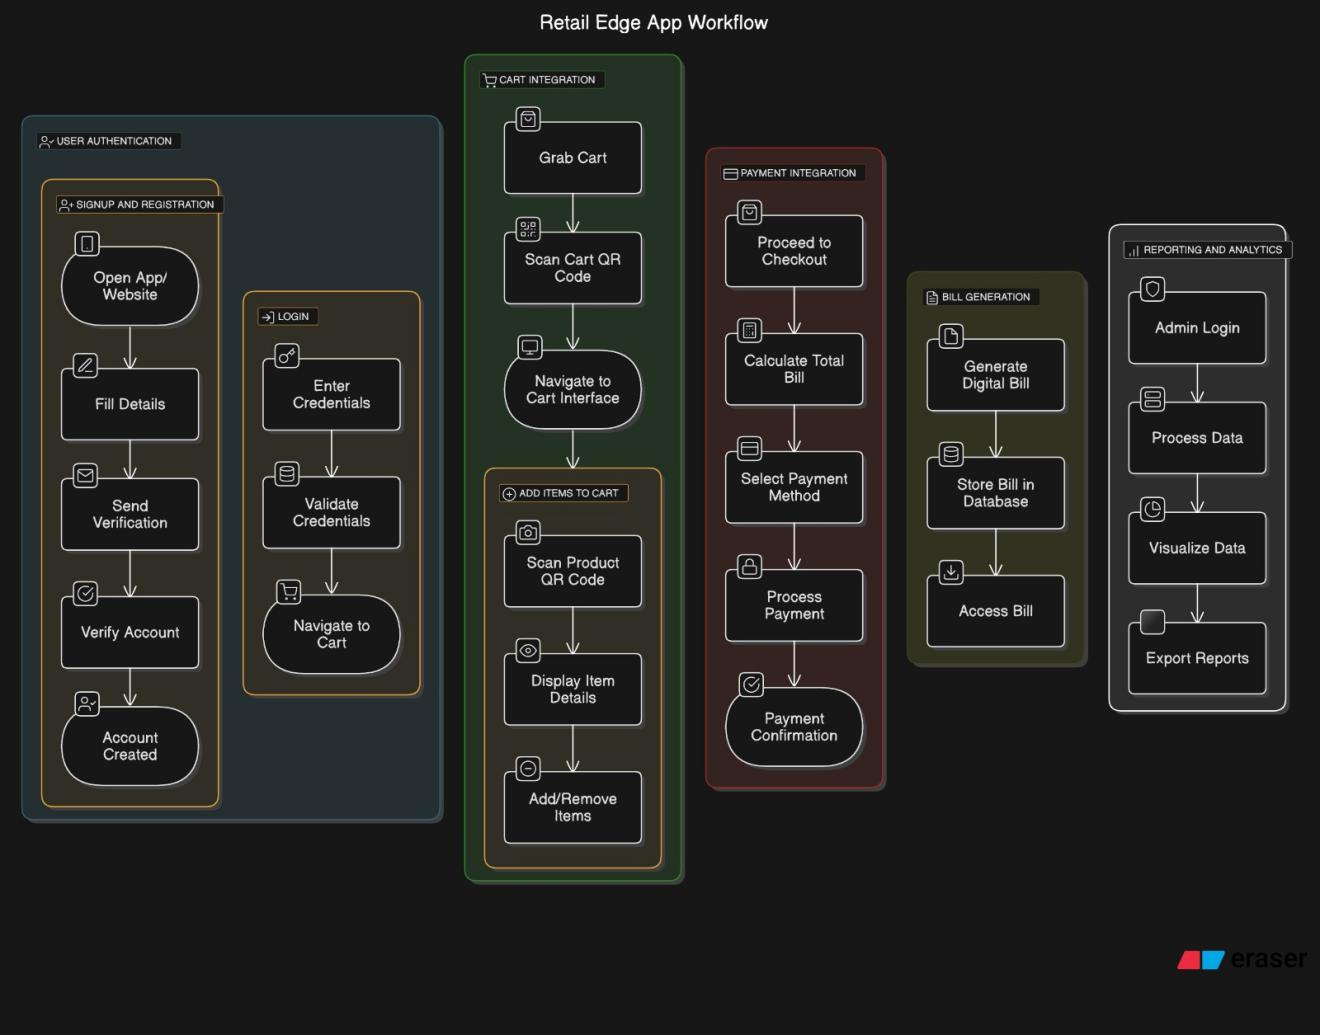 Retail Edge App Workflow
USER AUTHENTICATION
SIGNUP AND REGISTRATION
Open App/
Website
Fill Details
Send
Verification
Verify Account
Account
Created
LOGIN
Enter
Credentials
Validate
Credentials
Navigate to
Cart
CART INTEGRATION
Grab Cart
Scan Cart QR
Code
Navigate to
Cart Interface
ADD ITEMS TO CART
Scan Product
QR Code
Display Item
Details
Add/Remove
Items
PAYMENT INTEGRATION
Proceed to
Checkout
Calculate Total
Bill
Select Payment
Method
Process
Payment
Payment
Confirmation
BILL GENERATION
Generate
Digital Bill
Store Bill in
Database
Access Bill
REPORTING AND ANALYTICS
Admin Login
Process Data
Visualize Data
Export Reports
eraser